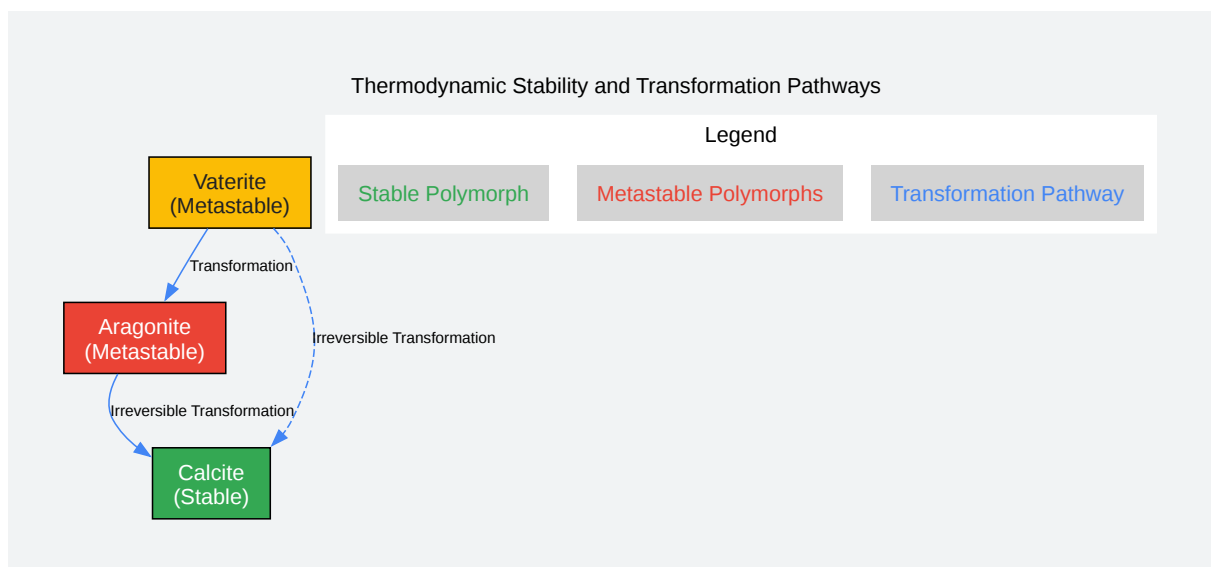 Thermodynamic Stability and Transformation Pathways
Legend
Stable Polymorph
Metastable Polymorphs
Transformation Pathway
Vaterite
(Metastable)
Transformation
Aragonite
(Metastable)
Irreversible Transformation
Irreversible Transformation
Calcite
(Stable)